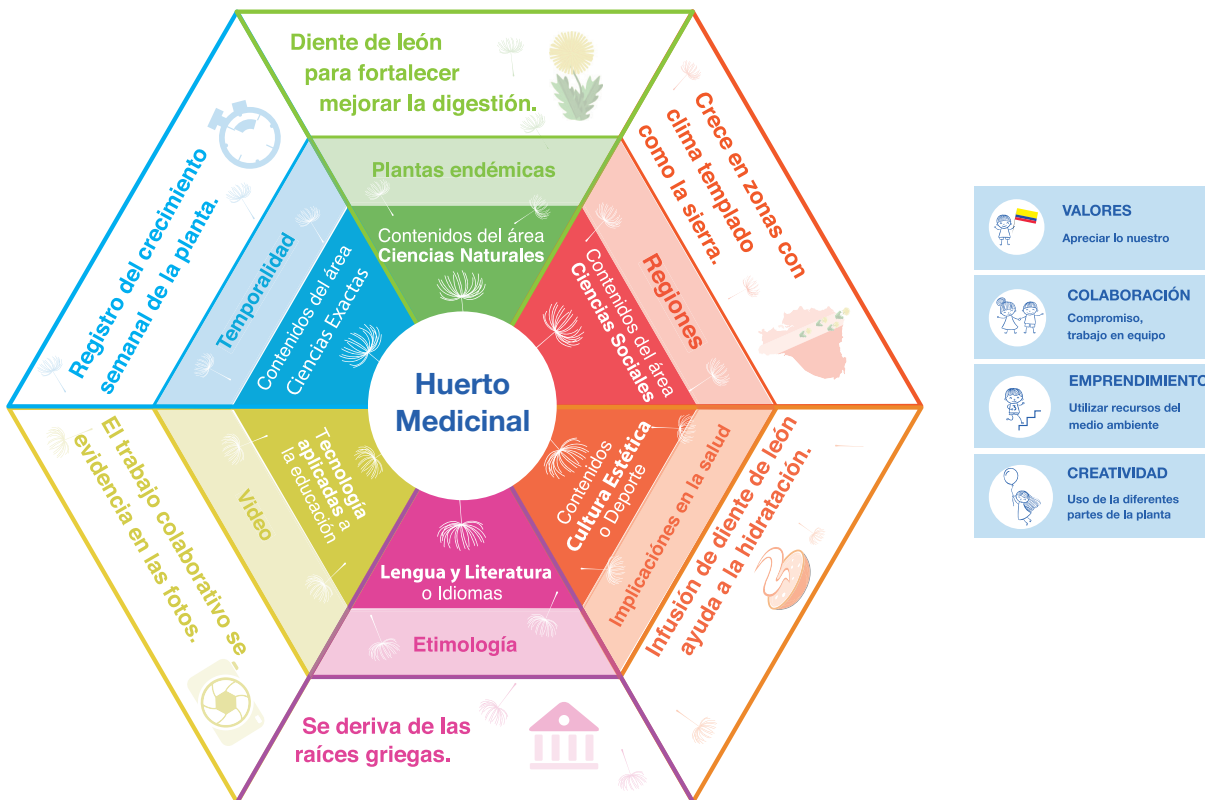 Diente de león
para fortalecer
mejorar la digestión.
Plantas endémicas
Contenidos del área
Ciencias Naturales
Crece en zonas con
clima templado
como la sierra.
Regiones
Contenidos del área
Ciencias Sociales
Infusión de diente de león
ayuda a la hidratación.
Implicaciónes en la salud
Contenidos
Cultura Estética
o Deporte
Lengua y Literatura
o Idiomas
Etimología
Se deriva de las
raíces griegas.
El trabajo colaborativo se
evidencia en las fotos.
Video
Tecnología
aplicadas a
la educación
Registro del crecimiento
semanal de la planta.
Temporalidad
Contenidos del área
Ciencias Exactas
Huerto
Medicinal
VALORES
Apreciar lo nuestro
COLABORACIÓN
Compromiso,
trabajo en equipo
EMPRENDIMIENTO
Utilizar recursos del
medio ambiente
CREATIVIDAD
Uso de la diferentes
partes de la planta